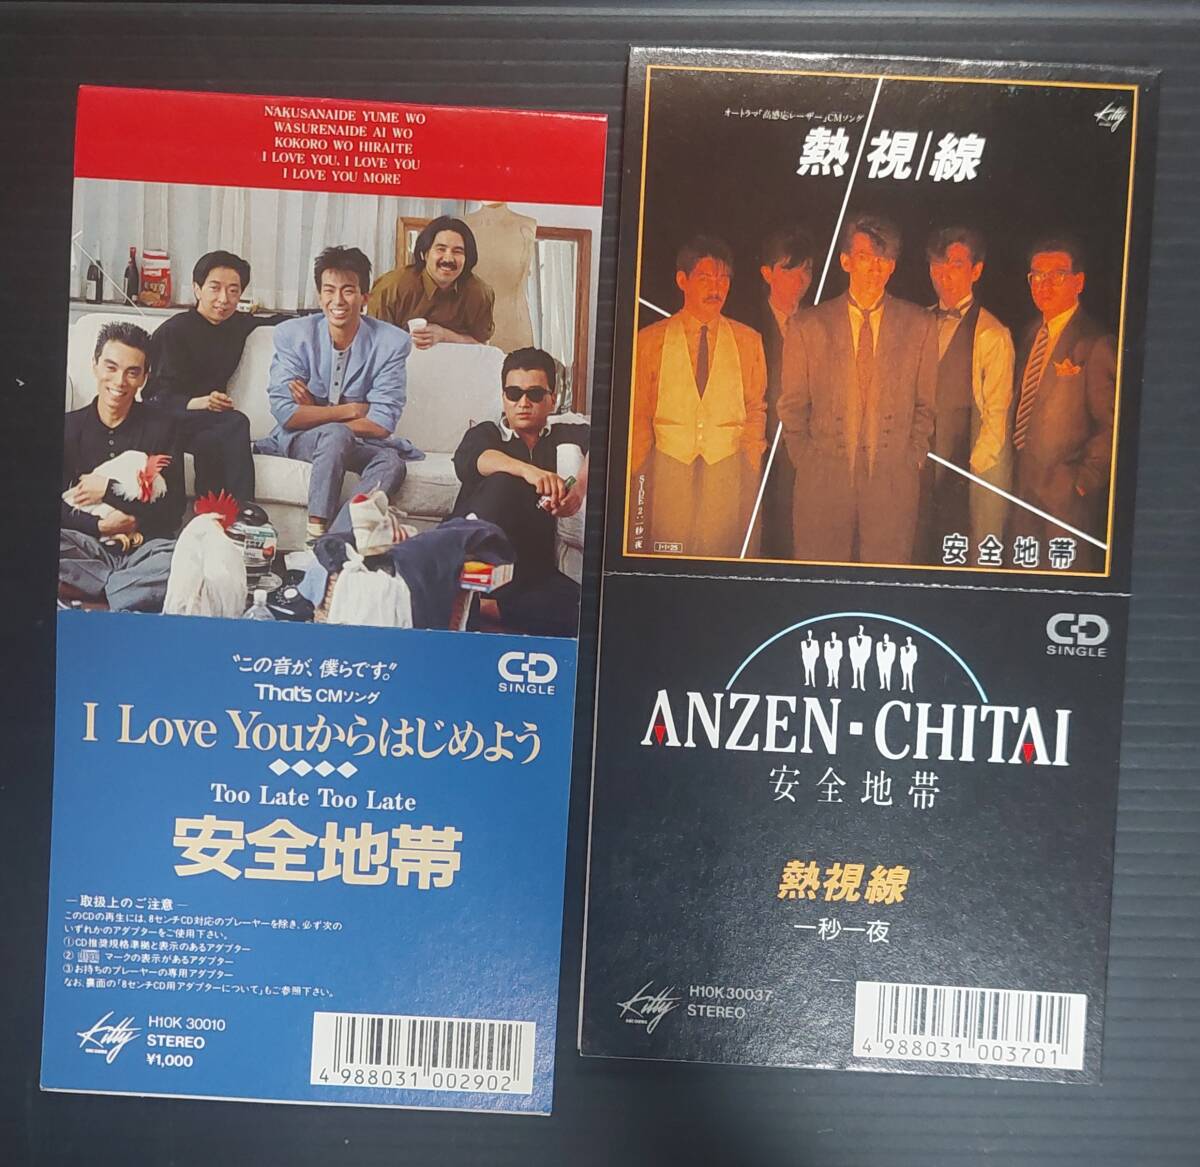 NAKUSANAIDE YUME WO
WASURENAIDE AI WO
KOKORO WO HIRAITE
I LOVE YOU, I LOVE YOU
I LOVE YOU MORE
"この音が、僕らです。"
That's CMソング
CD
SINGLE
I Love Youからはじめよう
Too Late Too Late
安全地帯
―取扱上のご注意―
このCDの再生には、8センチCD対応のプレーヤーを除き、必ず次の
いずれかのアダプターをご使用下さい。
①CD推奨規格準拠と表示のあるアダプター
② マークの表示があるアダプター
③お持ちのプレーヤーの専用アダプター
なお、裏面の「8センチCD用アダプターについて」もご参照下さい。
Kitty
H10K 30010
STEREO
¥1,000
4 988031 002902
オートラマ「高感応レーザー」CMソング
Kitty
熱/視/線
SIDE 2:一秒一夜
1・1・25
安全地帯
CD
SINGLE
ANZEN-CHITAI
安全地帯
熱視線
一秒一夜
Kitty
H10K 30037
STEREO
4 988031 003701